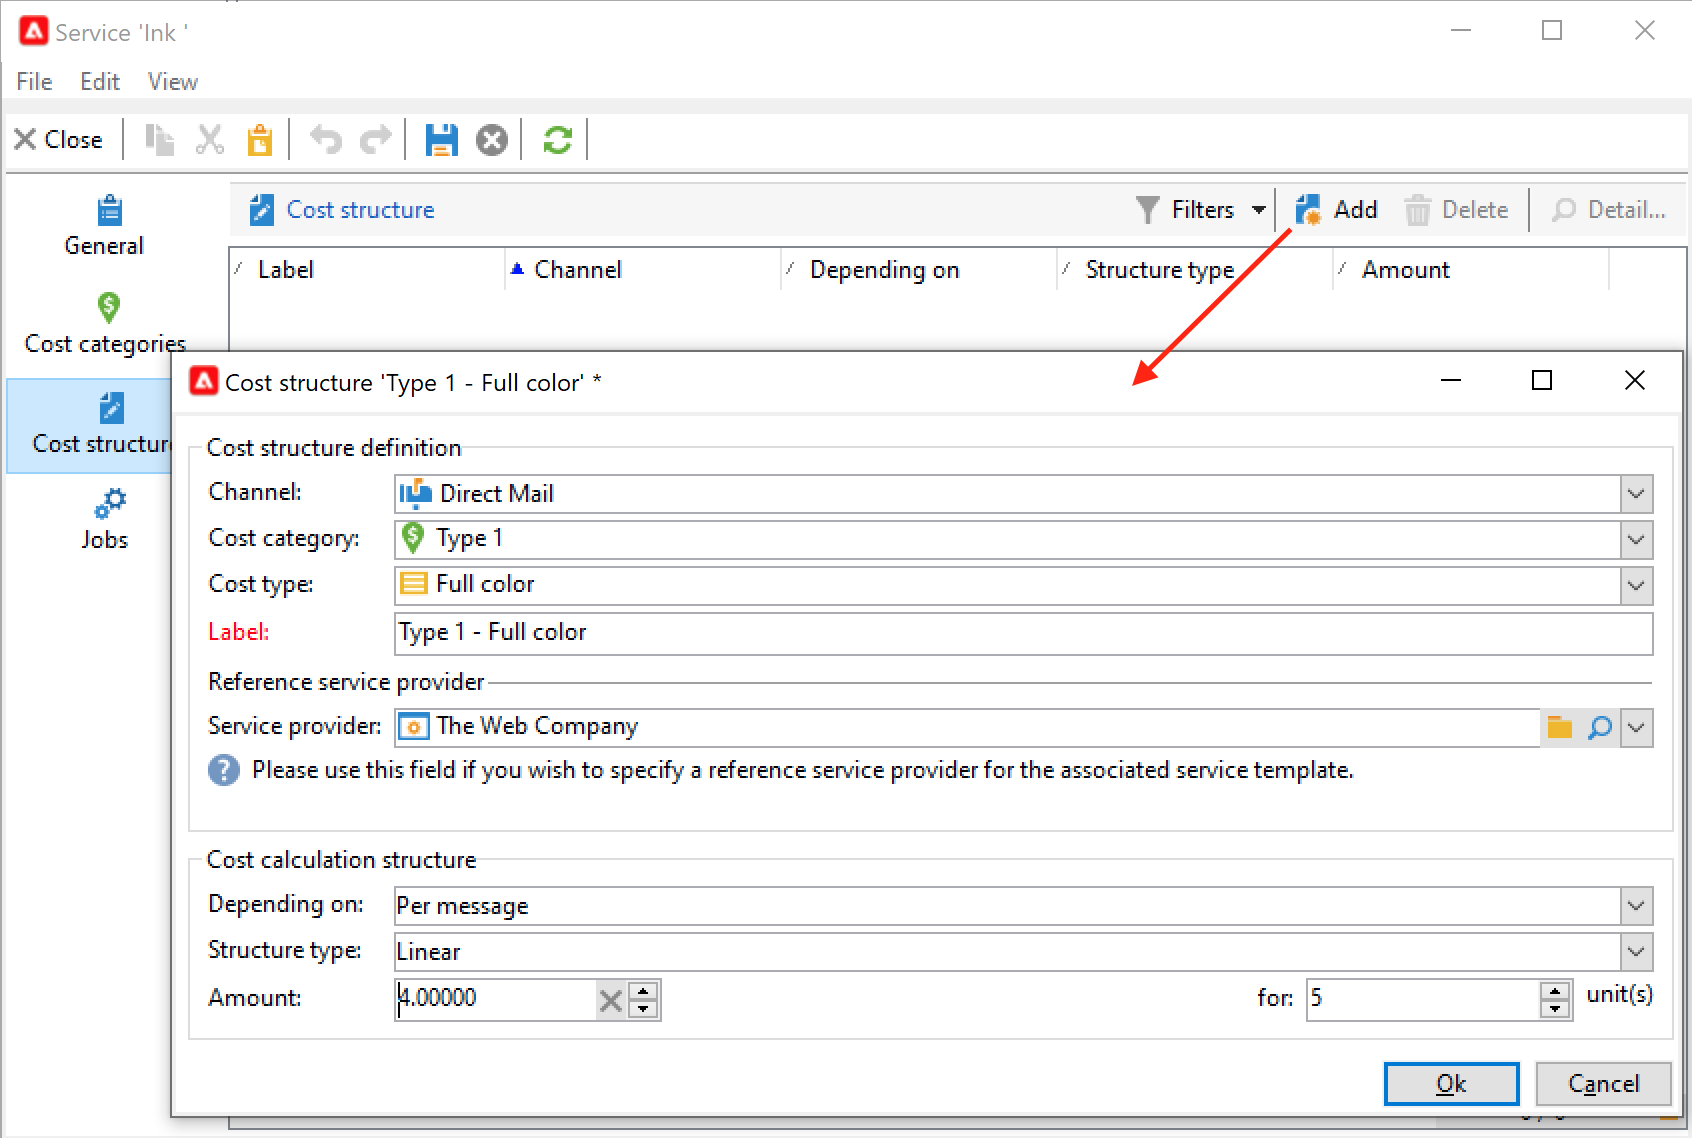 Service 'Ink '
File Edit View
Close
General
Cost categories
Cost structure
Jobs
Cost structure Filters Add Delete Detail...
Label Channel Depending on Structure type Amount
Cost structure 'Type 1 - Full color' *
Cost structure definition
Channel: Direct Mail
Cost category: Type 1
Cost type: Full color
Label: Type 1 - Full color
Reference service provider
Service provider: The Web Company
Please use this field if you wish to specify a reference service provider for the associated service template.
Cost calculation structure
Depending on: Per message
Structure type: Linear
Amount: 4.00000 for: 5 unit(s)
Ok Cancel